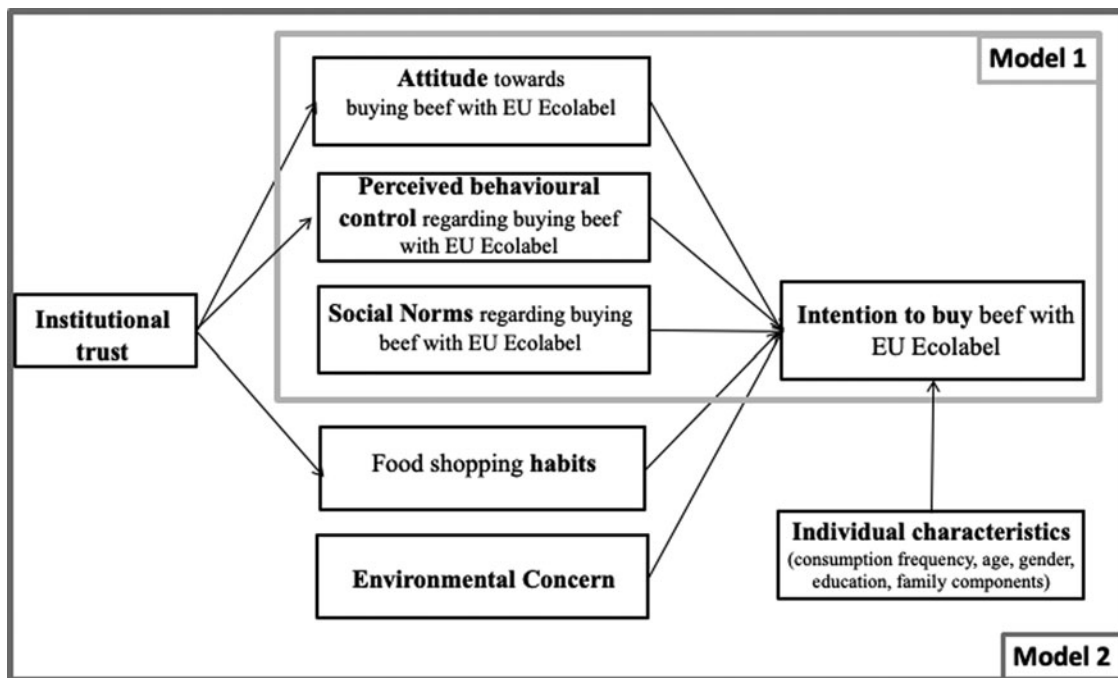 Model 1
Attitude towards
buying beef with EU Ecolabel
Perceived behavioural
control regarding buying beef
with EU Ecolabel
Institutional
trust
Social Norms regarding buying
beef with EU Ecolabel
Intention to buy beef with
EU Ecolabel
Food shopping habits
Individual characteristics
(consumption frequency, age, gender,
education, family components)
Environmental Concern
Model 2